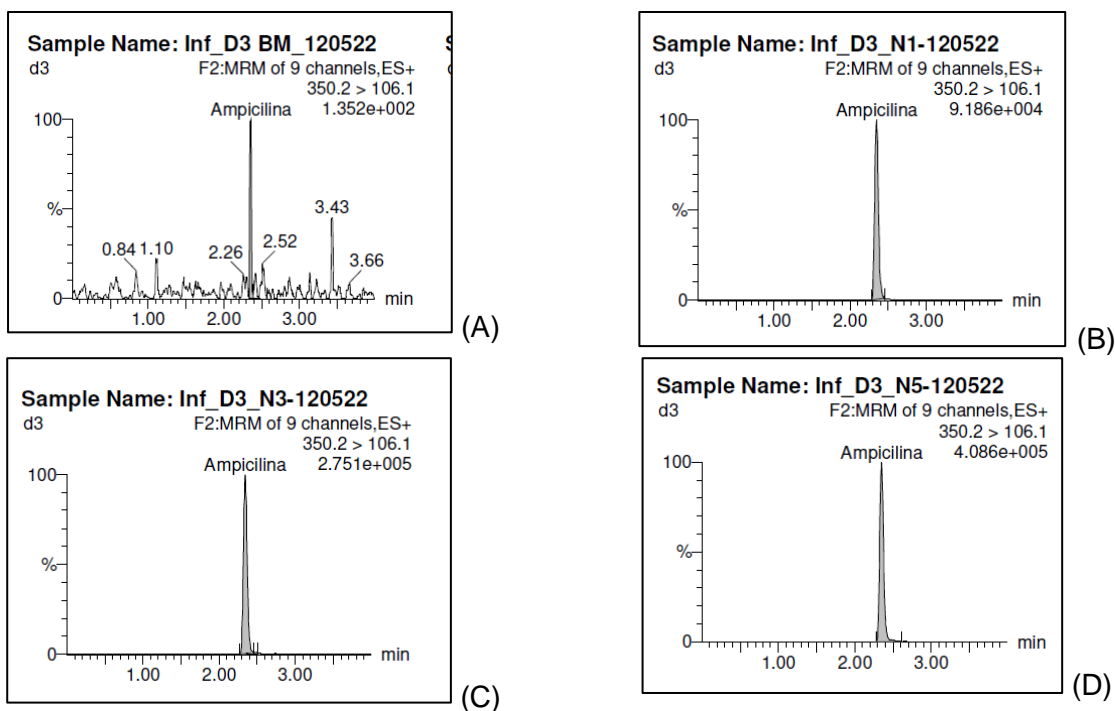 Sample Name: Inf_D3 BM_120522
d3
F2:MRM of 9 channels,ES+
350.2 > 106.1
Ampicilina 1.352e+002
100
%
0
0.84 1.10 2.26 2.52 3.43 3.66
min
1.00 2.00 3.00
(A)
Sample Name: Inf_D3_N1-120522
d3
F2:MRM of 9 channels,ES+
350.2 > 106.1
Ampicilina 9.186e+004
100
%
0
min
1.00 2.00 3.00
(B)
Sample Name: Inf_D3_N3-120522
d3
F2:MRM of 9 channels,ES+
350.2 > 106.1
Ampicilina 2.751e+005
100
%
0
min
1.00 2.00 3.00
(C)
Sample Name: Inf_D3_N5-120522
d3
F2:MRM of 9 channels,ES+
350.2 > 106.1
Ampicilina 4.086e+005
100
%
0
min
1.00 2.00 3.00
(D)